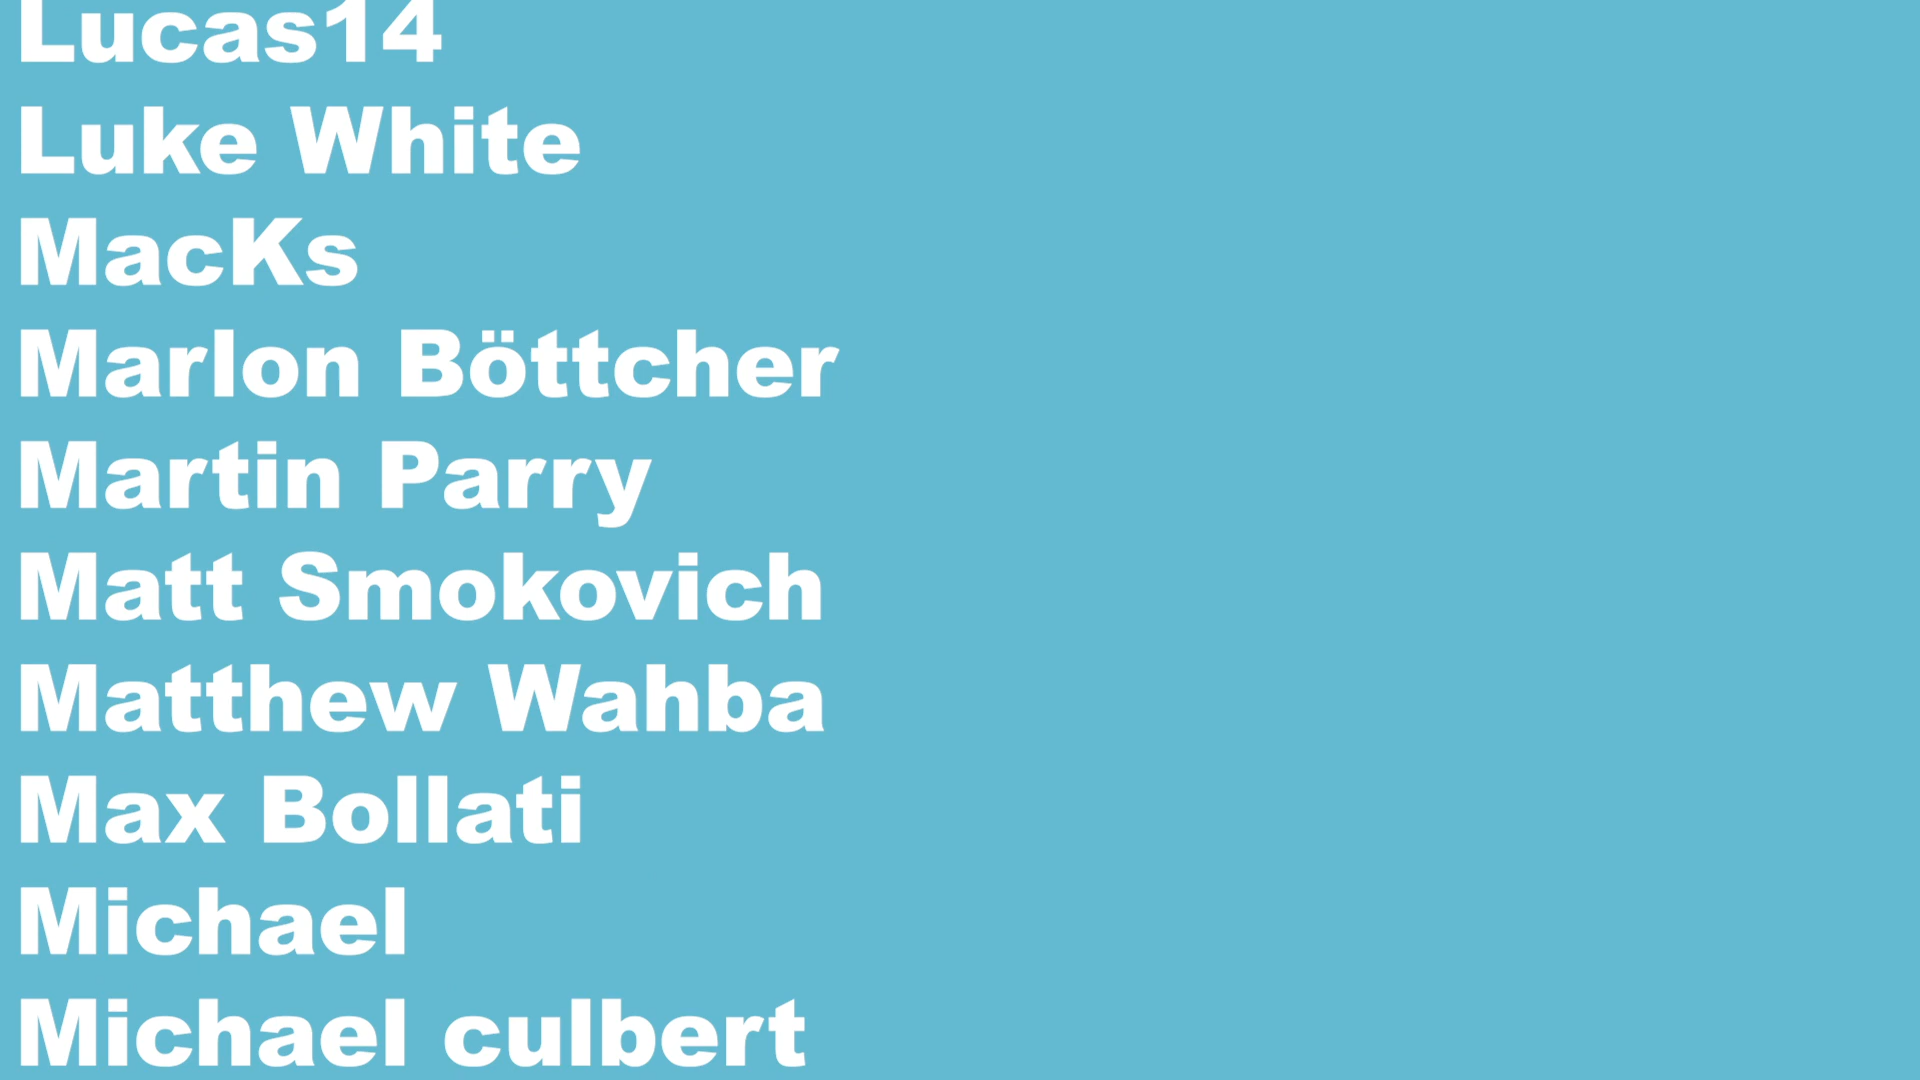 Lucas14
Luke White
MacKs
Marlon Böttcher
Martin Parry
Matt Smokovich
Matthew Wahba
Max Bollati
Michael
Michael culbert